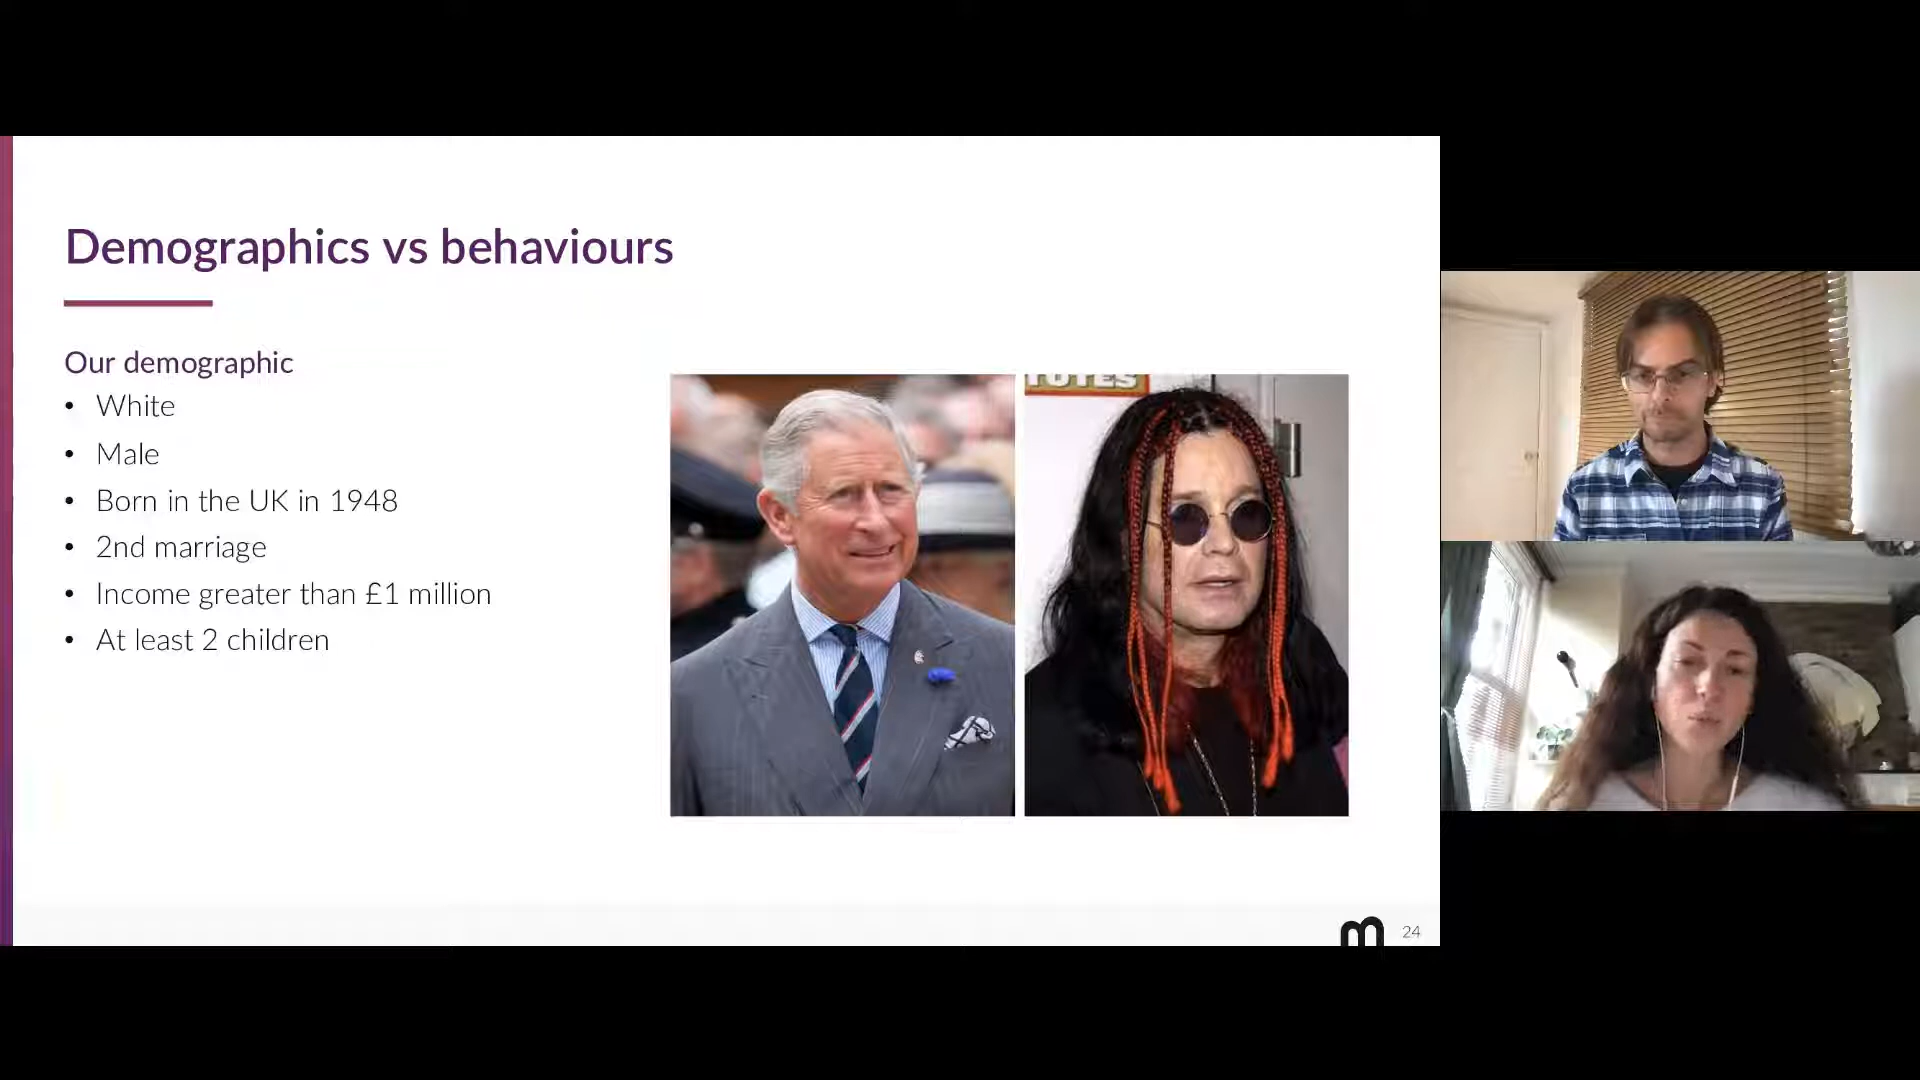 Demographics vs behaviours
Our demographic
• White
• Male
• Born in the UK in 1948
• 2nd marriage
• Income greater than £1 million
• At least 2 children
TUTES
m
24